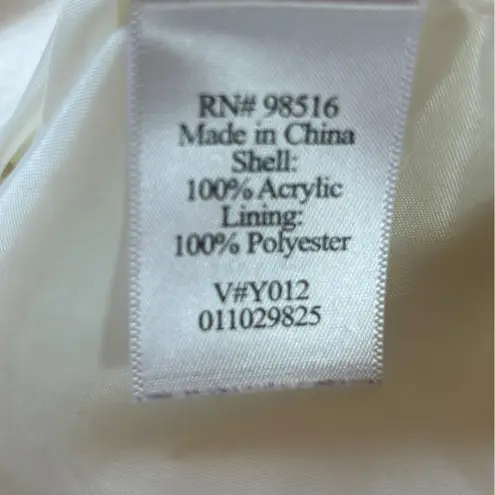 RN# 98516
Made in China
Shell:
100% Acrylic
Lining:
100% Polyester
V#Y012
011029825